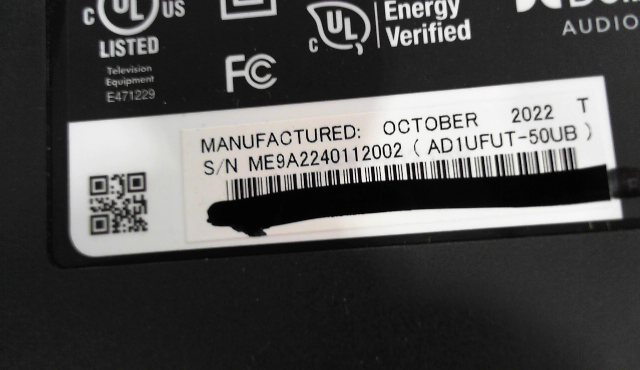 C UL US
LISTED
Television
Equipment
E471229
FC
C UL
Energy
Verified
AUDIO
MANUFACTURED: OCTOBER 2022 T
S/N ME9A2240112002 ( AD1UFUT-50UB )